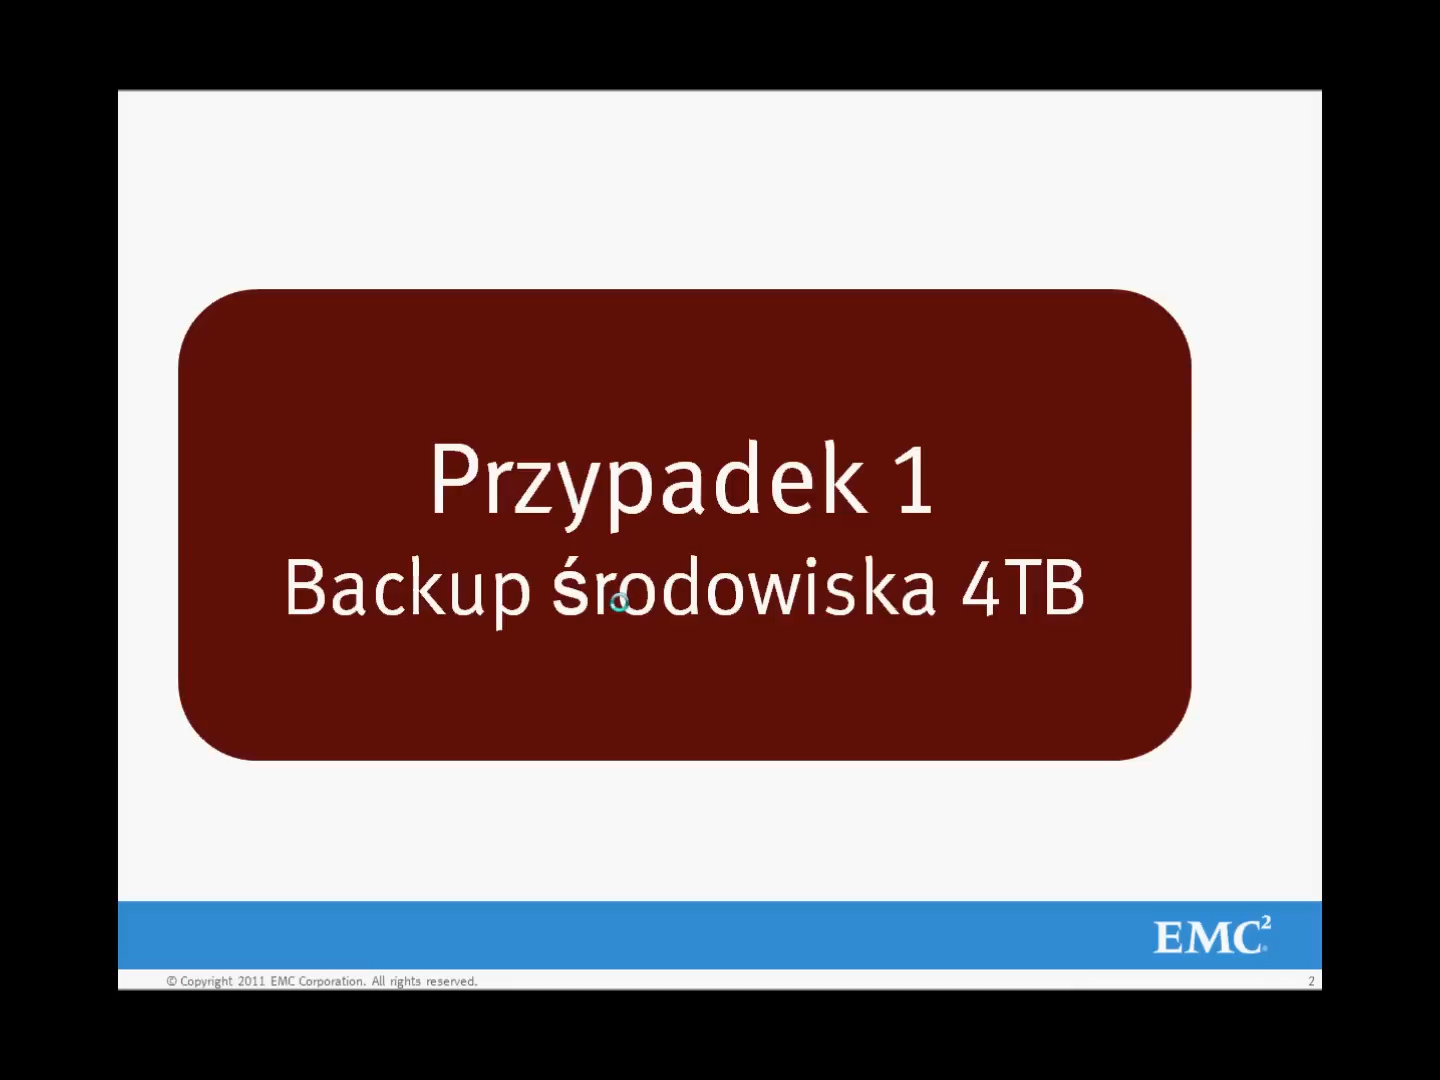 Przypadek 1
Backup środowiska 4TB
EMC²
© Copyright 2011 EMC Corporation. All rights reserved.
2